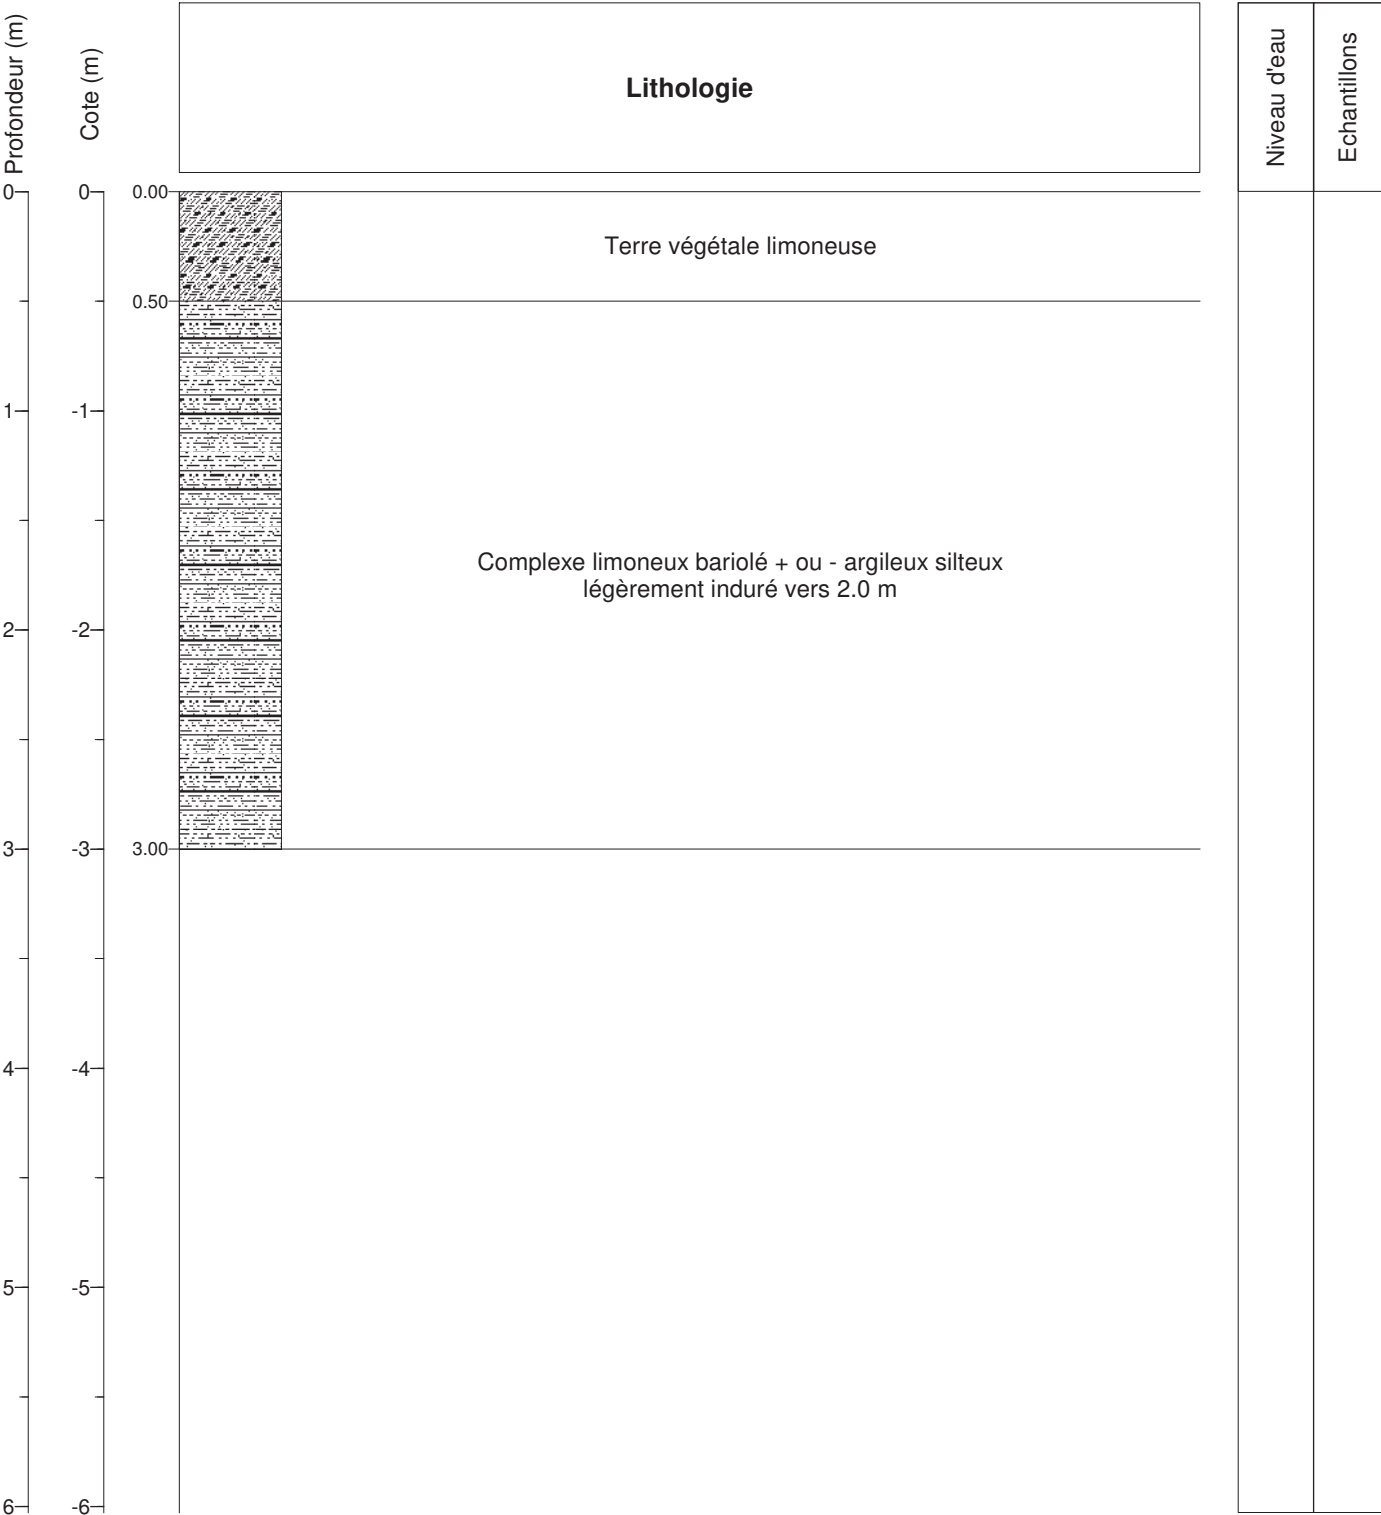 Profondeur (m)
Cote (m)
Lithologie
Niveau d'eau
Echantillons
0
0
0.00
Terre végétale limoneuse
0.50
1
-1
Complexe limoneux bariolé + ou - argileux silteux
légèrement induré vers 2.0 m
2
-2
3
-3
3.00
4
-4
5
-5
6
-6